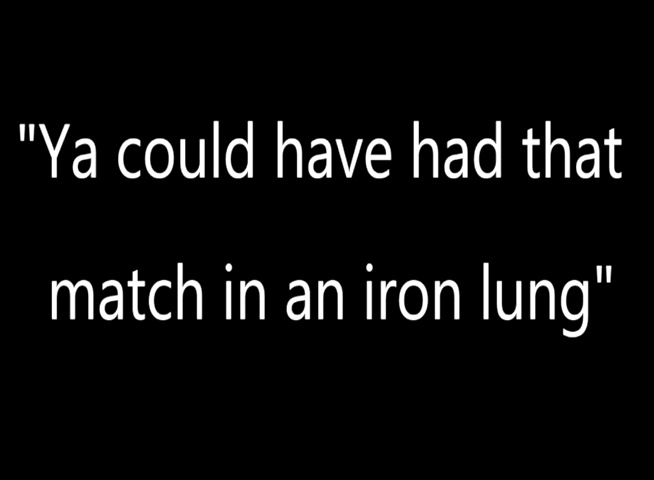 "Ya could have had that
match in an iron lung"